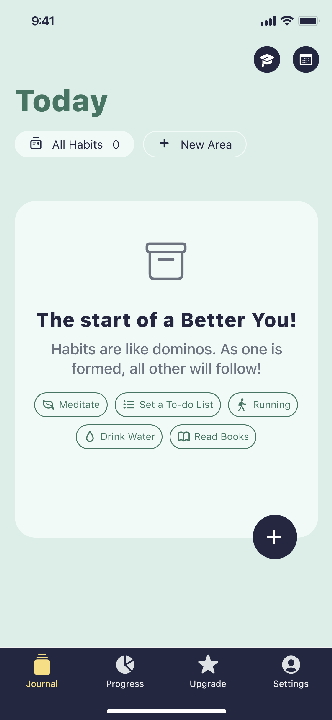 9:41
Today
All Habits 0
New Area
The start of a Better You!
Habits are like dominos. As one is
formed, all other will follow!
Meditate
Set a To-do List
Running
Drink Water
Read Books
Journal
Progress
Upgrade
Settings